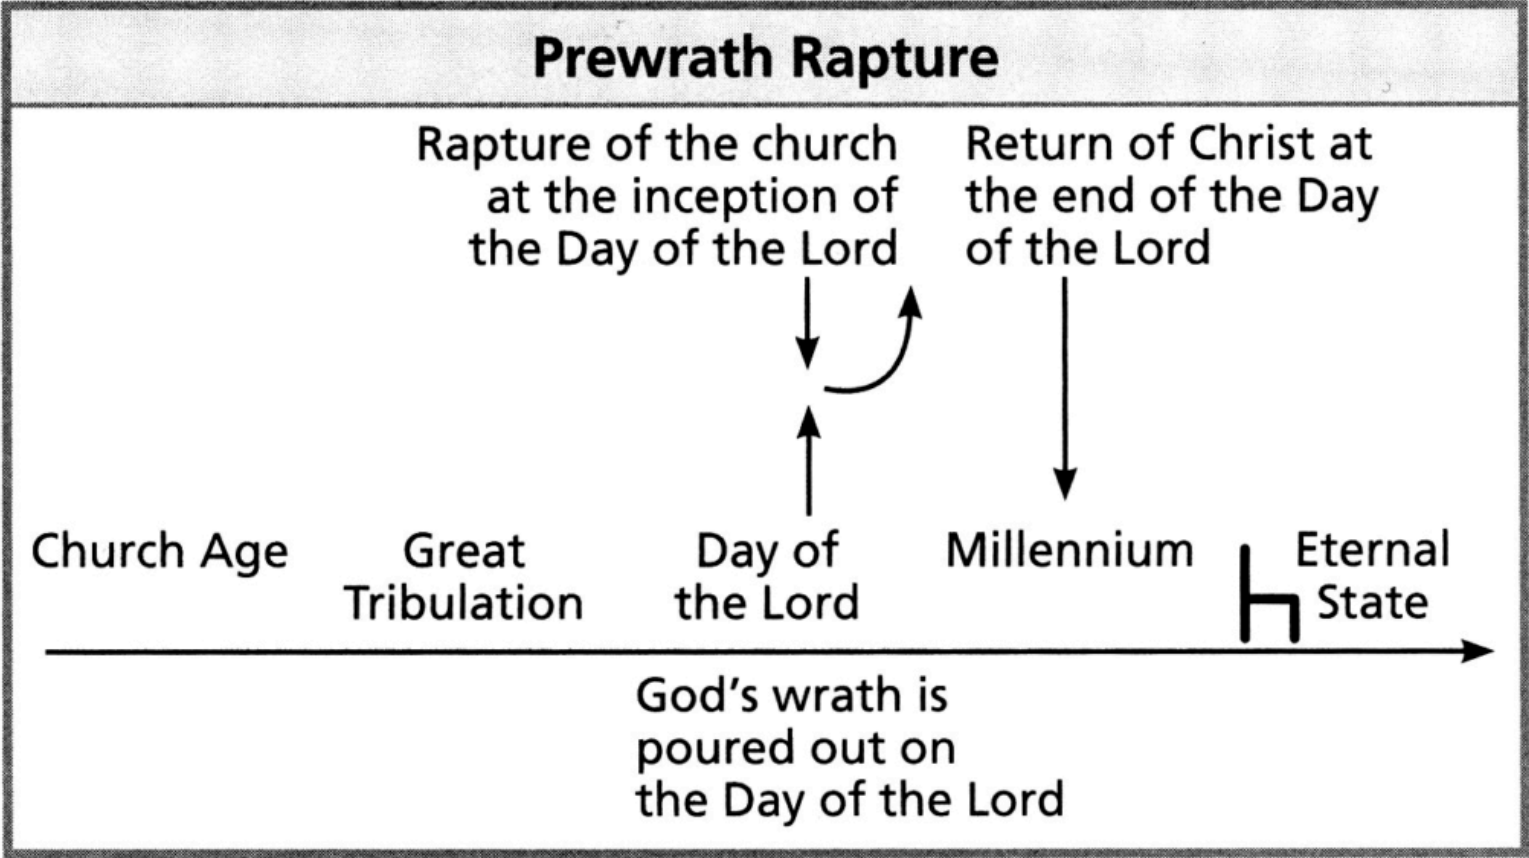 Prewrath Rapture
Rapture of the church
at the inception of
the Day of the Lord
Return of Christ at
the end of the Day
of the Lord
Church Age
Great
Tribulation
Day of
the Lord
Millennium
Eternal
State
God's wrath is
poured out on
the Day of the Lord